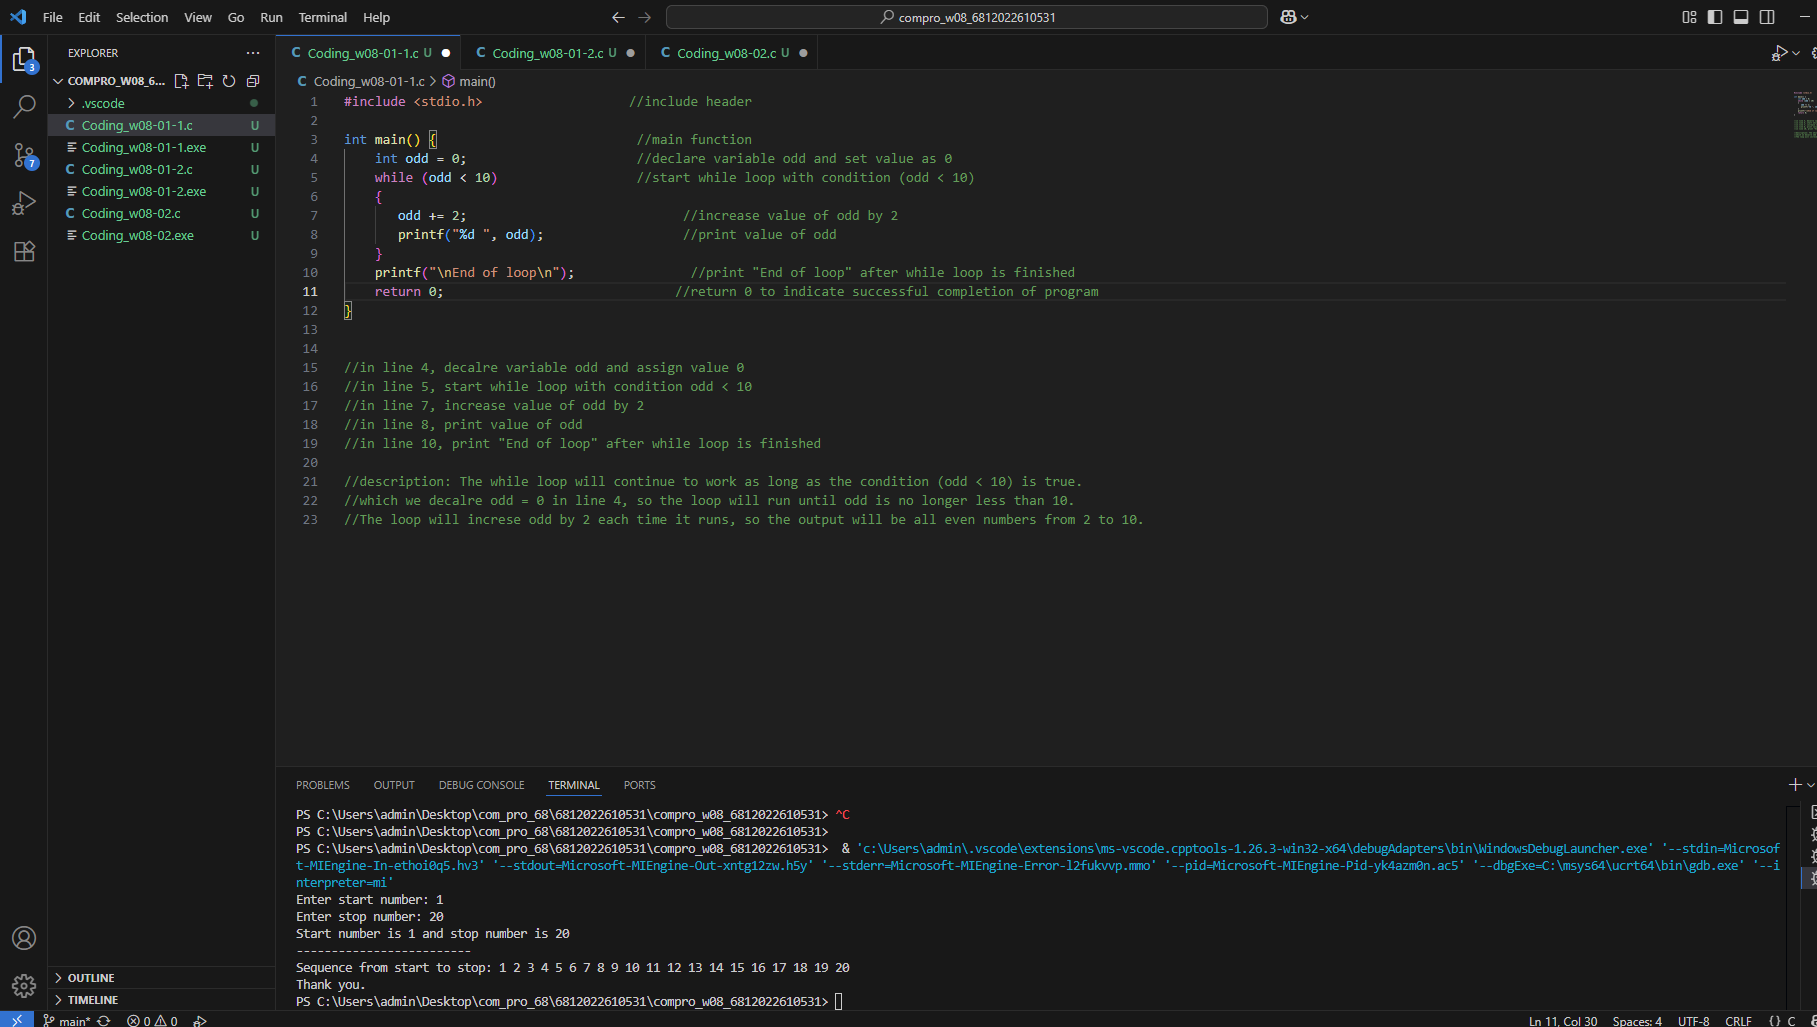 File Edit Selection View Go Run Terminal Help
compro_w08_6812022610531
EXPLORER
COMPRO_W08_6...
.vscode
C Coding_w08-01-1.c U
Coding_w08-01-1.exe U
C Coding_w08-01-2.c U
Coding_w08-01-2.exe U
C Coding_w08-02.c U
Coding_w08-02.exe U
OUTLINE
TIMELINE
3
7
C Coding_w08-01-1.c U C Coding_w08-01-2.c U C Coding_w08-02.c U
C Coding_w08-01-1.c > main()
1 #include <stdio.h> //include header
2
3 int main() { //main function
4 int odd = 0; //declare variable odd and set value as 0
5 while (odd < 10) //start while loop with condition (odd < 10)
6 {
7 odd += 2; //increase value of odd by 2
8 printf("%d ", odd); //print value of odd
9 }
10 printf("\nEnd of loop\n"); //print "End of loop" after while loop is finished
11 return 0; //return 0 to indicate successful completion of program
12 }
13
14
15 //in line 4, decalre variable odd and assign value 0
16 //in line 5, start while loop with condition odd < 10
17 //in line 7, increase value of odd by 2
18 //in line 8, print value of odd
19 //in line 10, print "End of loop" after while loop is finished
20
21 //description: The while loop will continue to work as long as the condition (odd < 10) is true.
22 //which we decalre odd = 0 in line 4, so the loop will run until odd is no longer less than 10.
23 //The loop will increse odd by 2 each time it runs, so the output will be all even numbers from 2 to 10.
PROBLEMS OUTPUT DEBUG CONSOLE TERMINAL PORTS
PS C:\Users\admin\Desktop\com_pro_68\6812022610531\compro_w08_6812022610531> ^C
PS C:\Users\admin\Desktop\com_pro_68\6812022610531\compro_w08_6812022610531>
PS C:\Users\admin\Desktop\com_pro_68\6812022610531\compro_w08_6812022610531> & 'c:\Users\admin\.vscode\extensions\ms-vscode.cpptools-1.26.3-win32-x64\debugAdapters\bin\WindowsDebugLauncher.exe' '--stdin=Microsof
t-MIEngine-In-ethoi0q5.hv3' '--stdout=Microsoft-MIEngine-Out-xntg12zw.h5y' '--stderr=Microsoft-MIEngine-Error-l2fukvvp.mmo' '--pid=Microsoft-MIEngine-Pid-yk4azm0n.ac5' '--dbgExe=C:\msys64\ucrt64\bin\gdb.exe' '--i
nterpreter=mi'
Enter start number: 1
Enter stop number: 20
Start number is 1 and stop number is 20
-------------------------
Sequence from start to stop: 1 2 3 4 5 6 7 8 9 10 11 12 13 14 15 16 17 18 19 20
Thank you.
PS C:\Users\admin\Desktop\com_pro_68\6812022610531\compro_w08_6812022610531>
main* 0 0 Ln 11, Col 30 Spaces: 4 UTF-8 CRLF {} C